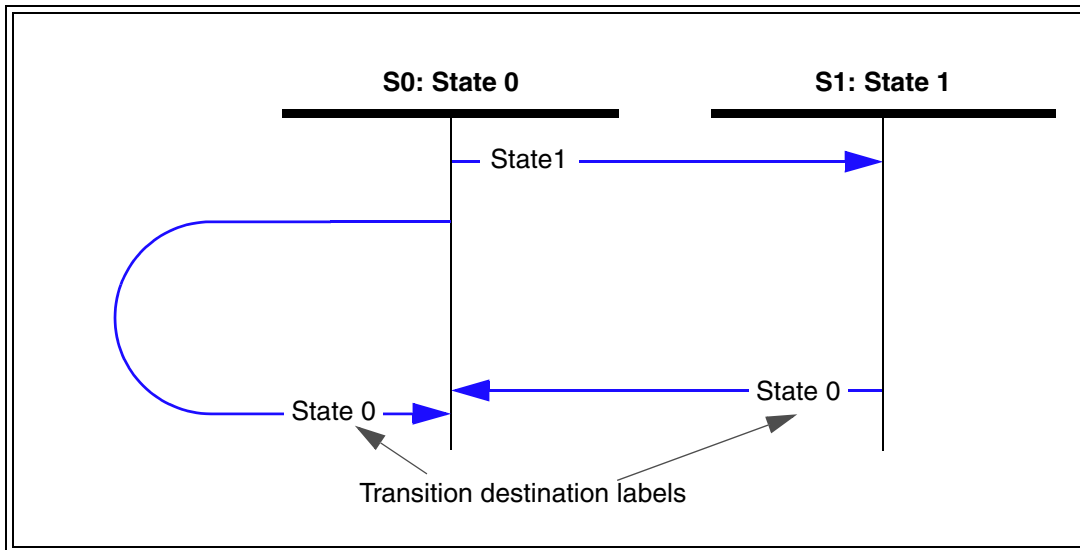 S0: State 0
S1: State 1
State1
State 0
State 0
Transition destination labels